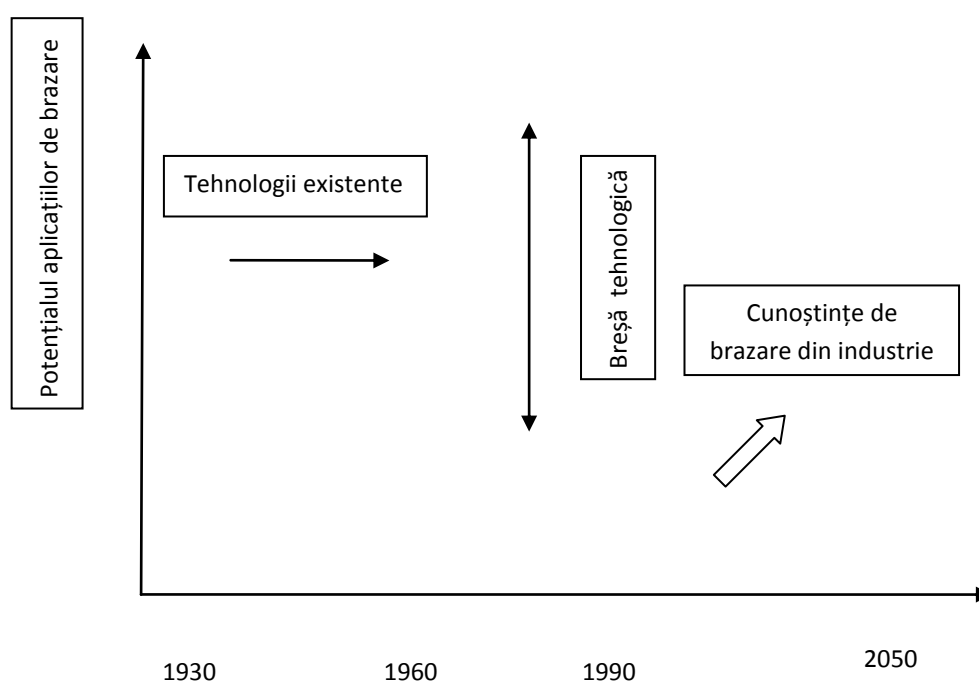 Potențialul aplicațiilor de brazare
Tehnologii existente
Breșă tehnologică
Cunoștințe de
brazare din industrie
1930
1960
1990
2050